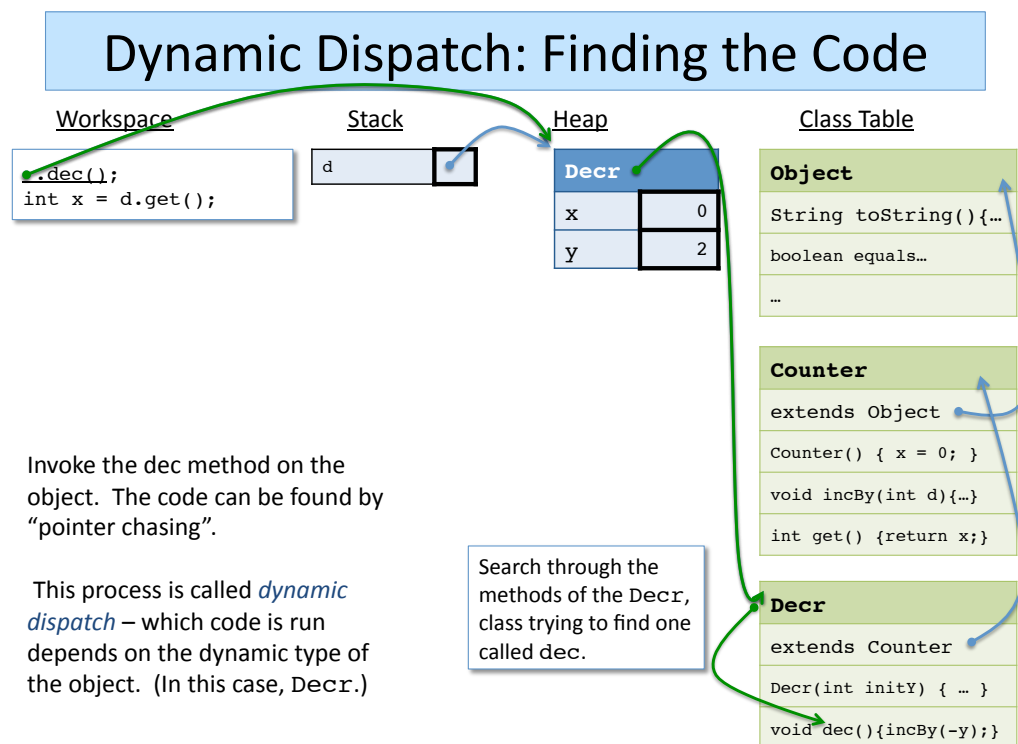 Dynamic Dispatch: Finding the Code
Workspace
.dec();
int x = d.get();
Stack
d
Heap
Decr
x 0
y 2
Class Table
Object
String toString(){…
boolean equals…
…
Counter
extends Object
Counter() { x = 0; }
void incBy(int d){…}
int get() {return x;}
Decr
extends Counter
Decr(int initY) { … }
void dec(){incBy(-y);}
Invoke the dec method on the
object. The code can be found by
“pointer chasing”.
This process is called dynamic
dispatch – which code is run
depends on the dynamic type of
the object. (In this case, Decr.)
Search through the
methods of the Decr,
class trying to find one
called dec.